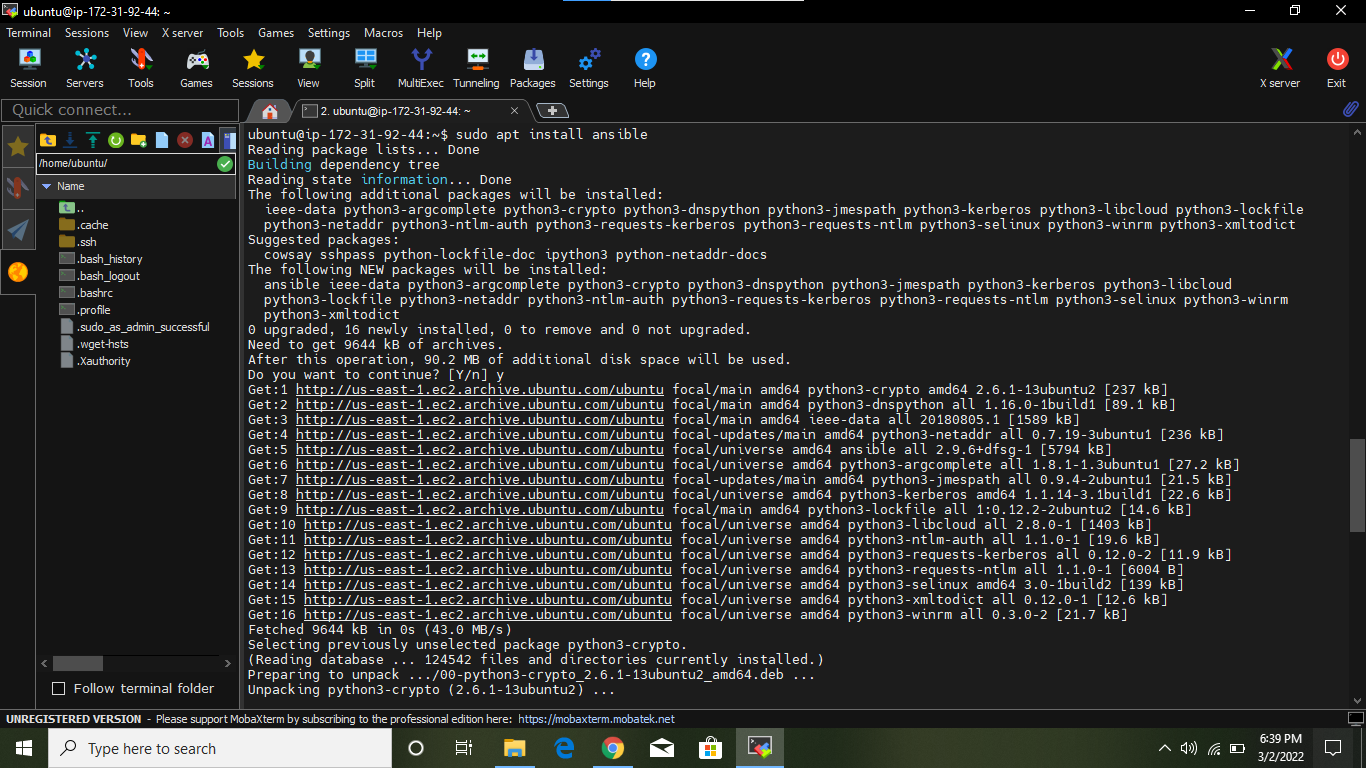 ubuntu@ip-172-31-92-44: ~
Terminal Sessions View X server Tools Games Settings Macros Help
Session Servers Tools Games Sessions View Split MultiExec Tunneling Packages Settings Help X server Exit
Quick connect...
2. ubuntu@ip-172-31-92-44: ~
/home/ubuntu/
Name
..
.cache
.ssh
.bash_history
.bash_logout
.bashrc
.profile
.sudo_as_admin_successful
.wget-hsts
.Xauthority
Follow terminal folder
ubuntu@ip-172-31-92-44:~$ sudo apt install ansible
Reading package lists... Done
Building dependency tree
Reading state information... Done
The following additional packages will be installed:
ieee-data python3-argcomplete python3-crypto python3-dnspython python3-jmespath python3-kerberos python3-libcloud python3-lockfile
python3-netaddr python3-ntlm-auth python3-requests-kerberos python3-requests-ntlm python3-selinux python3-winrm python3-xmltodict
Suggested packages:
cowsay sshpass python-lockfile-doc ipython3 python-netaddr-docs
The following NEW packages will be installed:
ansible ieee-data python3-argcomplete python3-crypto python3-dnspython python3-jmespath python3-kerberos python3-libcloud
python3-lockfile python3-netaddr python3-ntlm-auth python3-requests-kerberos python3-requests-ntlm python3-selinux python3-winrm
python3-xmltodict
0 upgraded, 16 newly installed, 0 to remove and 0 not upgraded.
Need to get 9644 kB of archives.
After this operation, 90.2 MB of additional disk space will be used.
Do you want to continue? [Y/n] y
Get:1 http://us-east-1.ec2.archive.ubuntu.com/ubuntu focal/main amd64 python3-crypto amd64 2.6.1-13ubuntu2 [237 kB]
Get:2 http://us-east-1.ec2.archive.ubuntu.com/ubuntu focal/main amd64 python3-dnspython all 1.16.0-1build1 [89.1 kB]
Get:3 http://us-east-1.ec2.archive.ubuntu.com/ubuntu focal/main amd64 ieee-data all 20180805.1 [1589 kB]
Get:4 http://us-east-1.ec2.archive.ubuntu.com/ubuntu focal-updates/main amd64 python3-netaddr all 0.7.19-3ubuntu1 [236 kB]
Get:5 http://us-east-1.ec2.archive.ubuntu.com/ubuntu focal/universe amd64 ansible all 2.9.6+dfsg-1 [5794 kB]
Get:6 http://us-east-1.ec2.archive.ubuntu.com/ubuntu focal/universe amd64 python3-argcomplete all 1.8.1-1.3ubuntu1 [27.2 kB]
Get:7 http://us-east-1.ec2.archive.ubuntu.com/ubuntu focal-updates/main amd64 python3-jmespath all 0.9.4-2ubuntu1 [21.5 kB]
Get:8 http://us-east-1.ec2.archive.ubuntu.com/ubuntu focal/universe amd64 python3-kerberos amd64 1.1.14-3.1build1 [22.6 kB]
Get:9 http://us-east-1.ec2.archive.ubuntu.com/ubuntu focal/main amd64 python3-lockfile all 1:0.12.2-2ubuntu2 [14.6 kB]
Get:10 http://us-east-1.ec2.archive.ubuntu.com/ubuntu focal/universe amd64 python3-libcloud all 2.8.0-1 [1403 kB]
Get:11 http://us-east-1.ec2.archive.ubuntu.com/ubuntu focal/universe amd64 python3-ntlm-auth all 1.1.0-1 [19.6 kB]
Get:12 http://us-east-1.ec2.archive.ubuntu.com/ubuntu focal/universe amd64 python3-requests-kerberos all 0.12.0-2 [11.9 kB]
Get:13 http://us-east-1.ec2.archive.ubuntu.com/ubuntu focal/universe amd64 python3-requests-ntlm all 1.1.0-1 [6004 B]
Get:14 http://us-east-1.ec2.archive.ubuntu.com/ubuntu focal/universe amd64 python3-selinux amd64 3.0-1build2 [139 kB]
Get:15 http://us-east-1.ec2.archive.ubuntu.com/ubuntu focal/universe amd64 python3-xmltodict all 0.12.0-1 [12.6 kB]
Get:16 http://us-east-1.ec2.archive.ubuntu.com/ubuntu focal/universe amd64 python3-winrm all 0.3.0-2 [21.7 kB]
Fetched 9644 kB in 0s (43.0 MB/s)
Selecting previously unselected package python3-crypto.
(Reading database ... 124542 files and directories currently installed.)
Preparing to unpack .../00-python3-crypto_2.6.1-13ubuntu2_amd64.deb ...
Unpacking python3-crypto (2.6.1-13ubuntu2) ...
UNREGISTERED VERSION - Please support MobaXterm by subscribing to the professional edition here: https://mobaxterm.mobatek.net
Type here to search
6:39 PM
3/2/2022